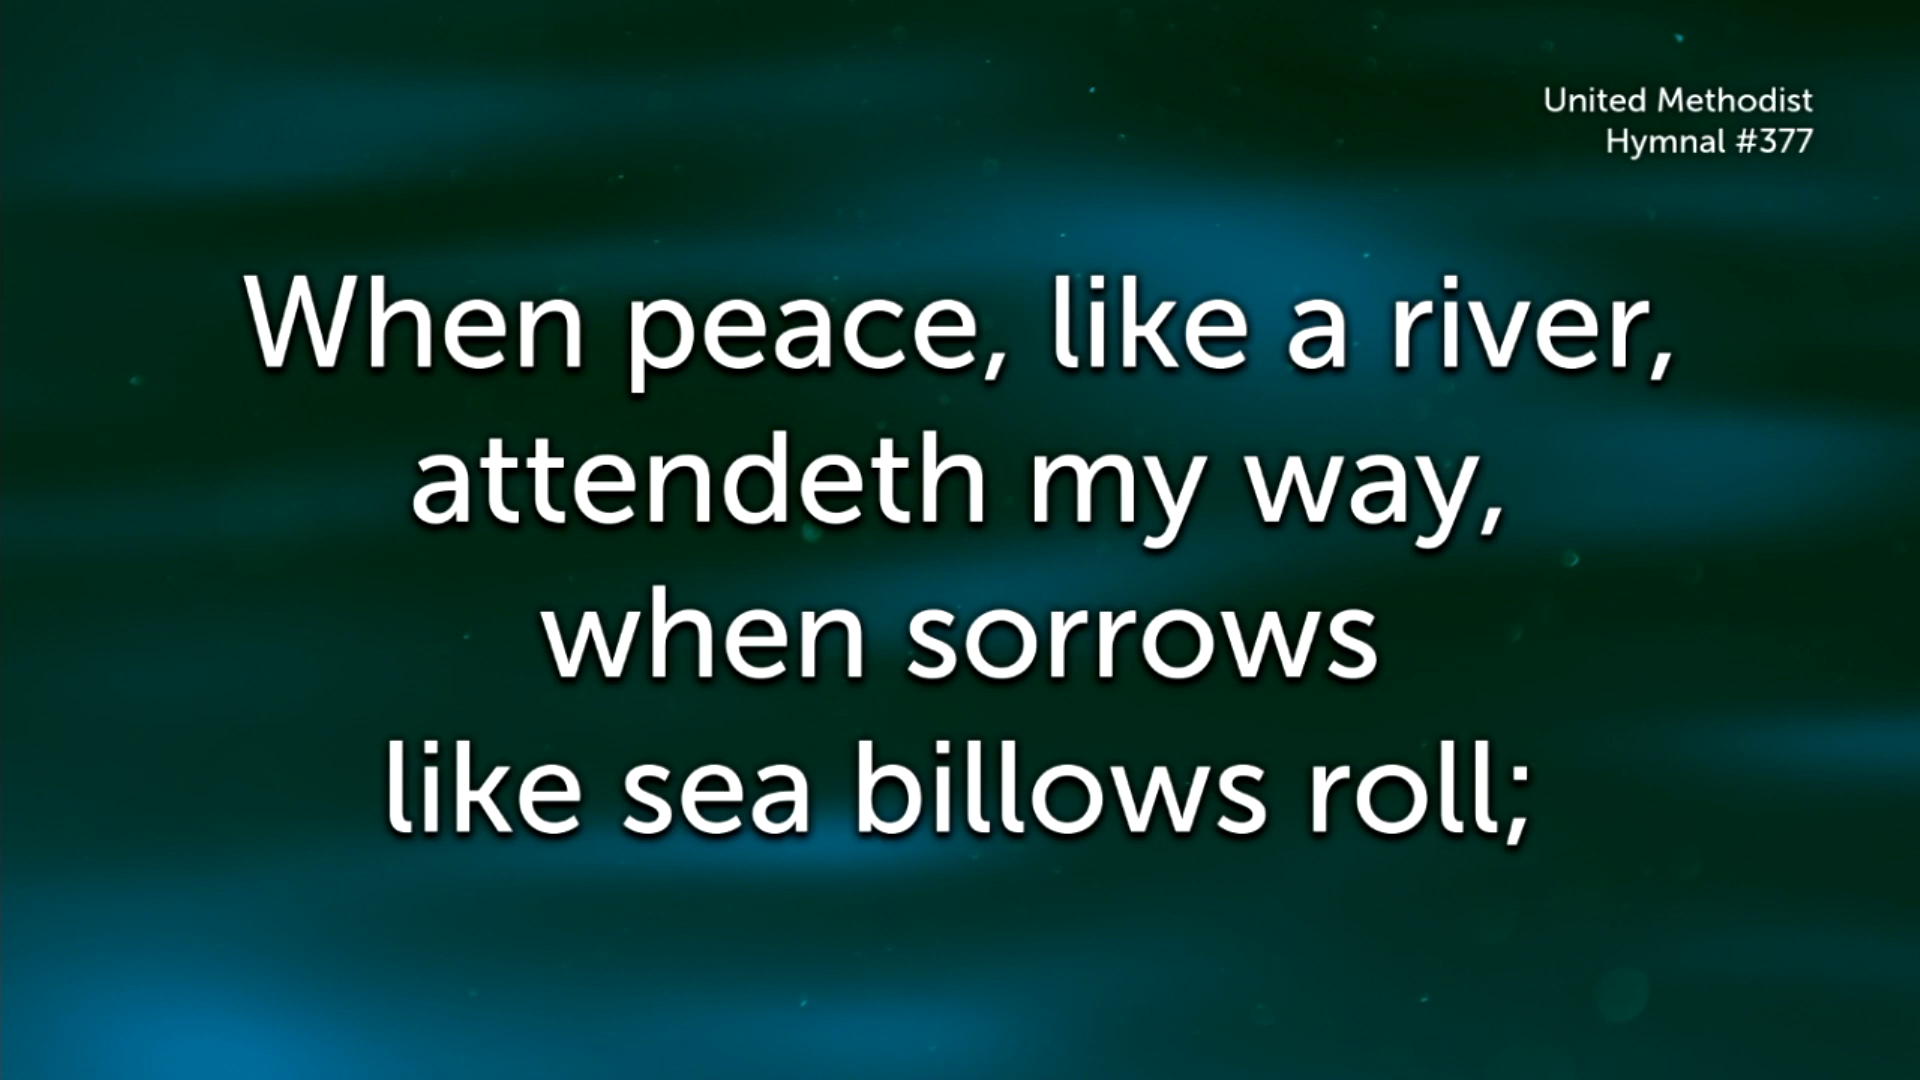 United Methodist
Hymnal #377
When peace, like a river,
attendeth my way,
when sorrows
like sea billows roll;